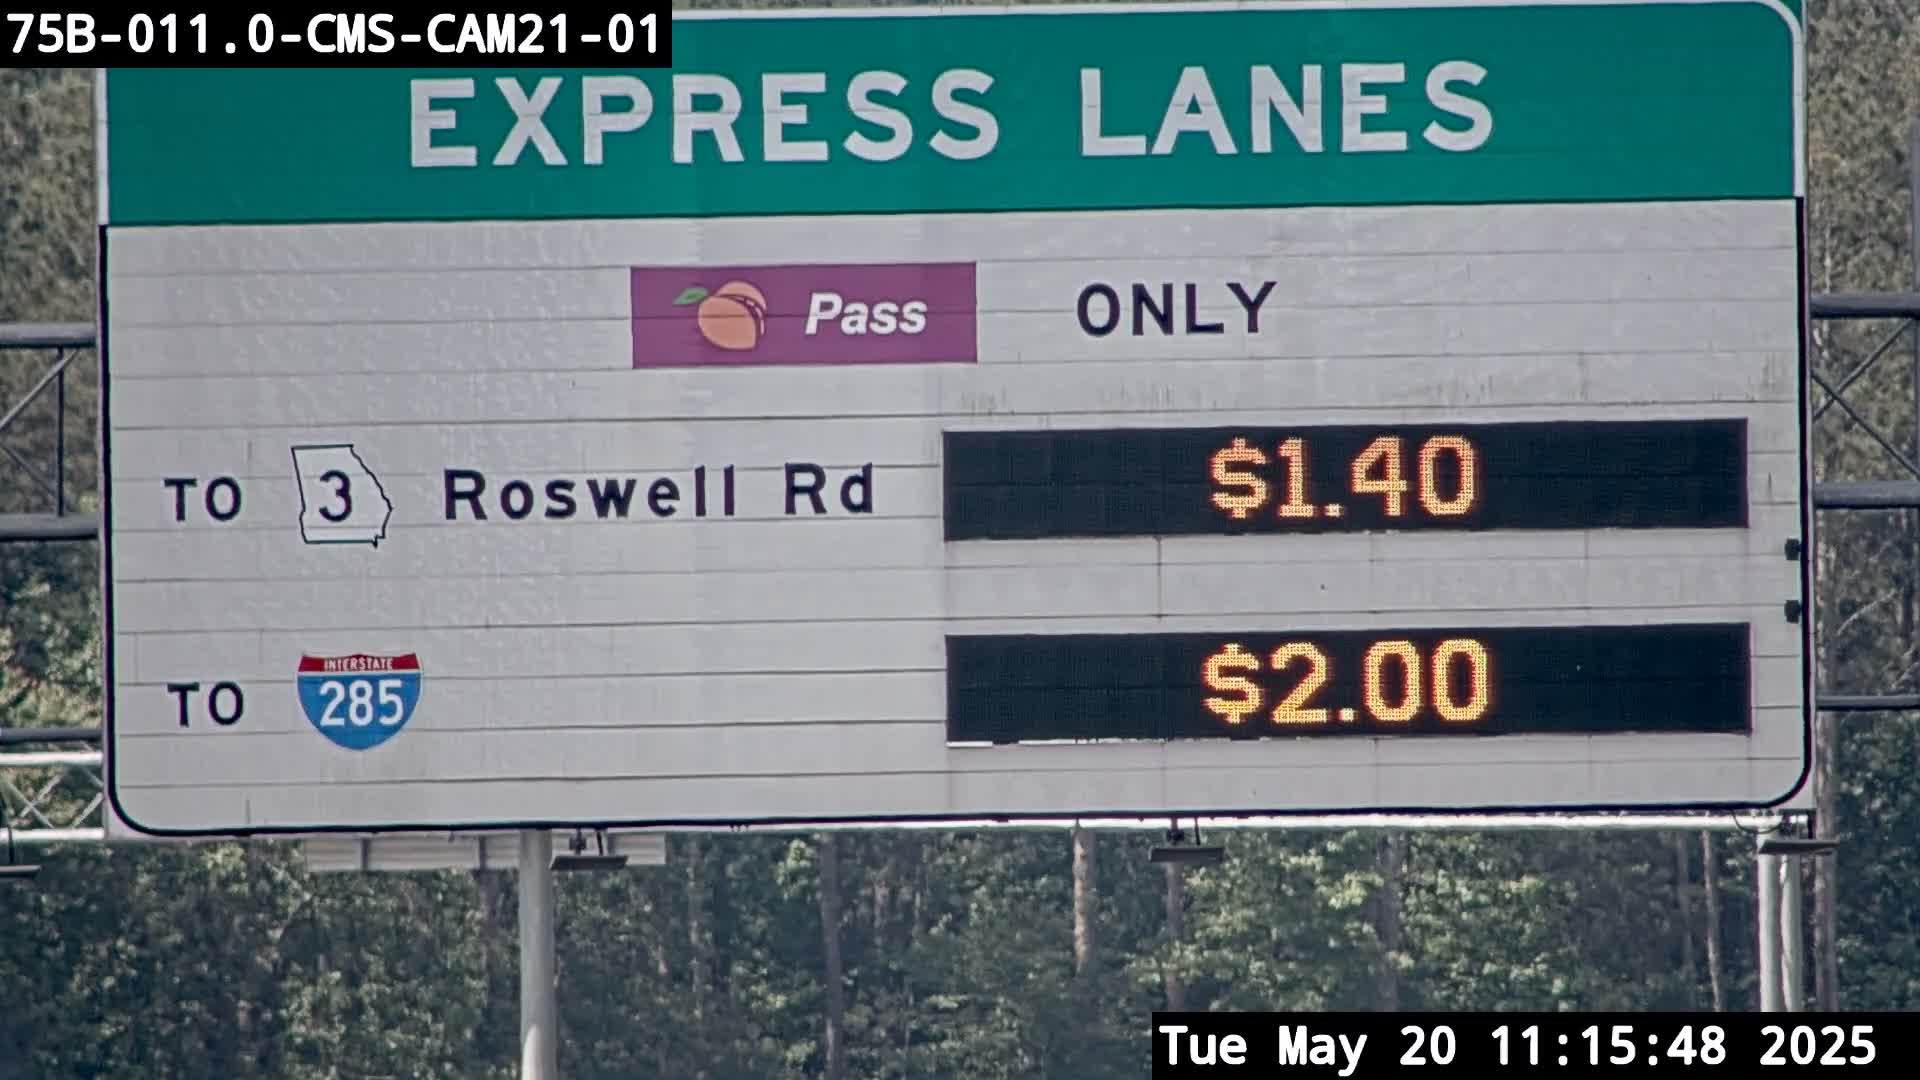 75B-011.0-CMS-CAM21-01
EXPRESS LANES
Pass ONLY
TO 3 Roswell Rd $1.40
INTERSTATE
TO 285 $2.00
Tue May 20 11:15:48 2025